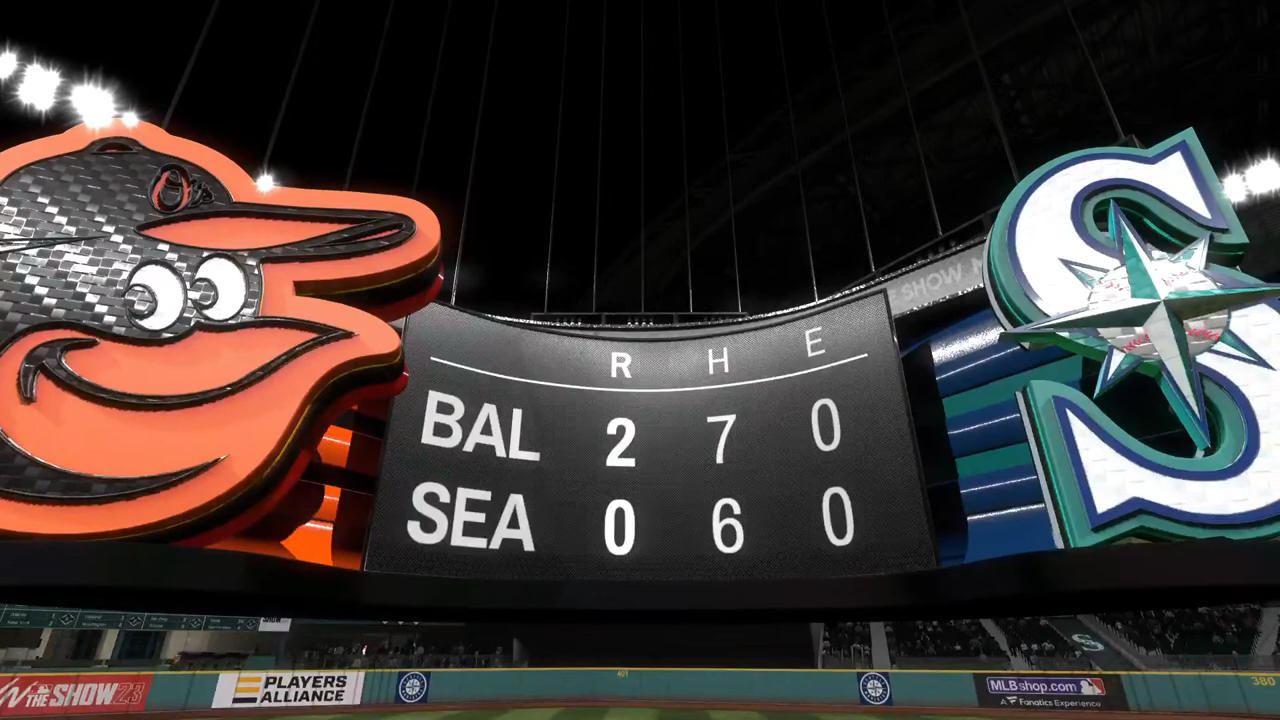 O's
SHOW
R H E
BAL 2 7 0
SEA 0 6 0
MLB THE SHOW 23
PLAYERS
ALLIANCE
401
MLBshop.com
A Fanatics Experience
380